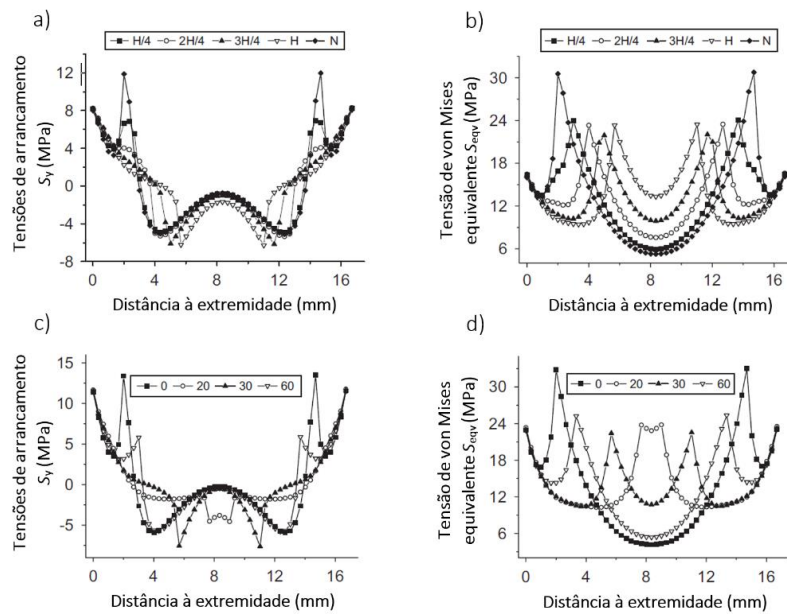 a)
H/4 2H/4 3H/4 H N
Tensões de arrancamento
Sy (MPa)
12
8
4
0
-4
-8
0 4 8 12 16
Distância à extremidade (mm)
b)
H/4 2H/4 3H/4 H N
Tensão de von Mises
equivalente Seqv (MPa)
30
24
18
12
6
0 4 8 12 16
Distância à extremidade (mm)
c)
0 20 30 60
Tensões de arrancamento
Sy (MPa)
15
10
5
0
-5
0 4 8 12 16
Distância à extremidade (mm)
d)
0 20 30 60
Tensão de von Mises
equivalente Seqv (MPa)
30
24
18
12
6
0 4 8 12 16
Distância à extremidade (mm)